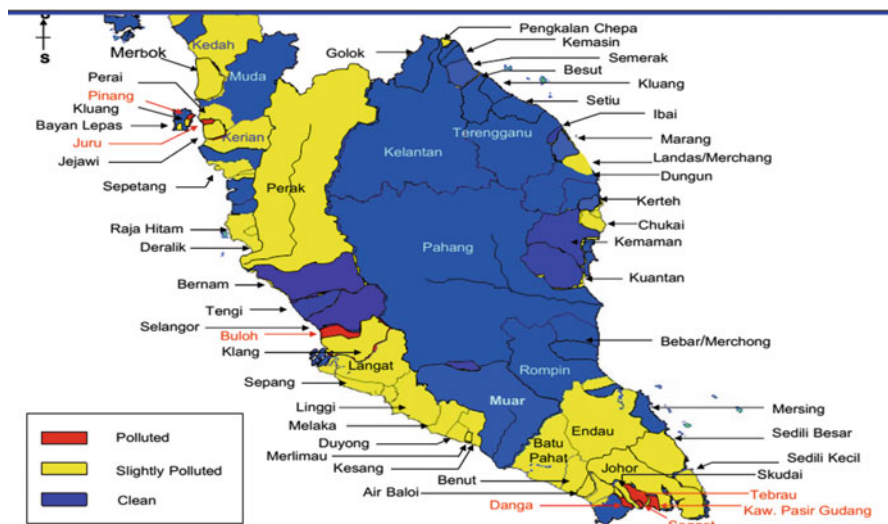 S
Merbok
Perai
Pinang
Kluang
Bayan Lepas
Juru
Jejawi
Sepetang
Raja Hitam
Deralik
Bernam
Tengi
Selangor
Buloh
Klang
Sepang
Linggi
Melaka
Duyong
Merlimau
Kesang
Benut
Air Baloi
Danga
Kedah
Muda
Kerian
Perak
Langat
Golok
Kelantan
Terengganu
Pahang
Rompin
Muar
Batu
Pahat
Endau
Johor
Pengkalan Chepa
Kemasin
Semerak
Besut
Kluang
Setiu
Ibai
Marang
Landas/Merchang
Dungun
Kerteh
Chukai
Kemaman
Kuantan
Bebar/Merchong
Mersing
Sedili Besar
Sedili Kecil
Skudai
Tebrau
Kaw. Pasir Gudang
Polluted
Slightly Polluted
Clean